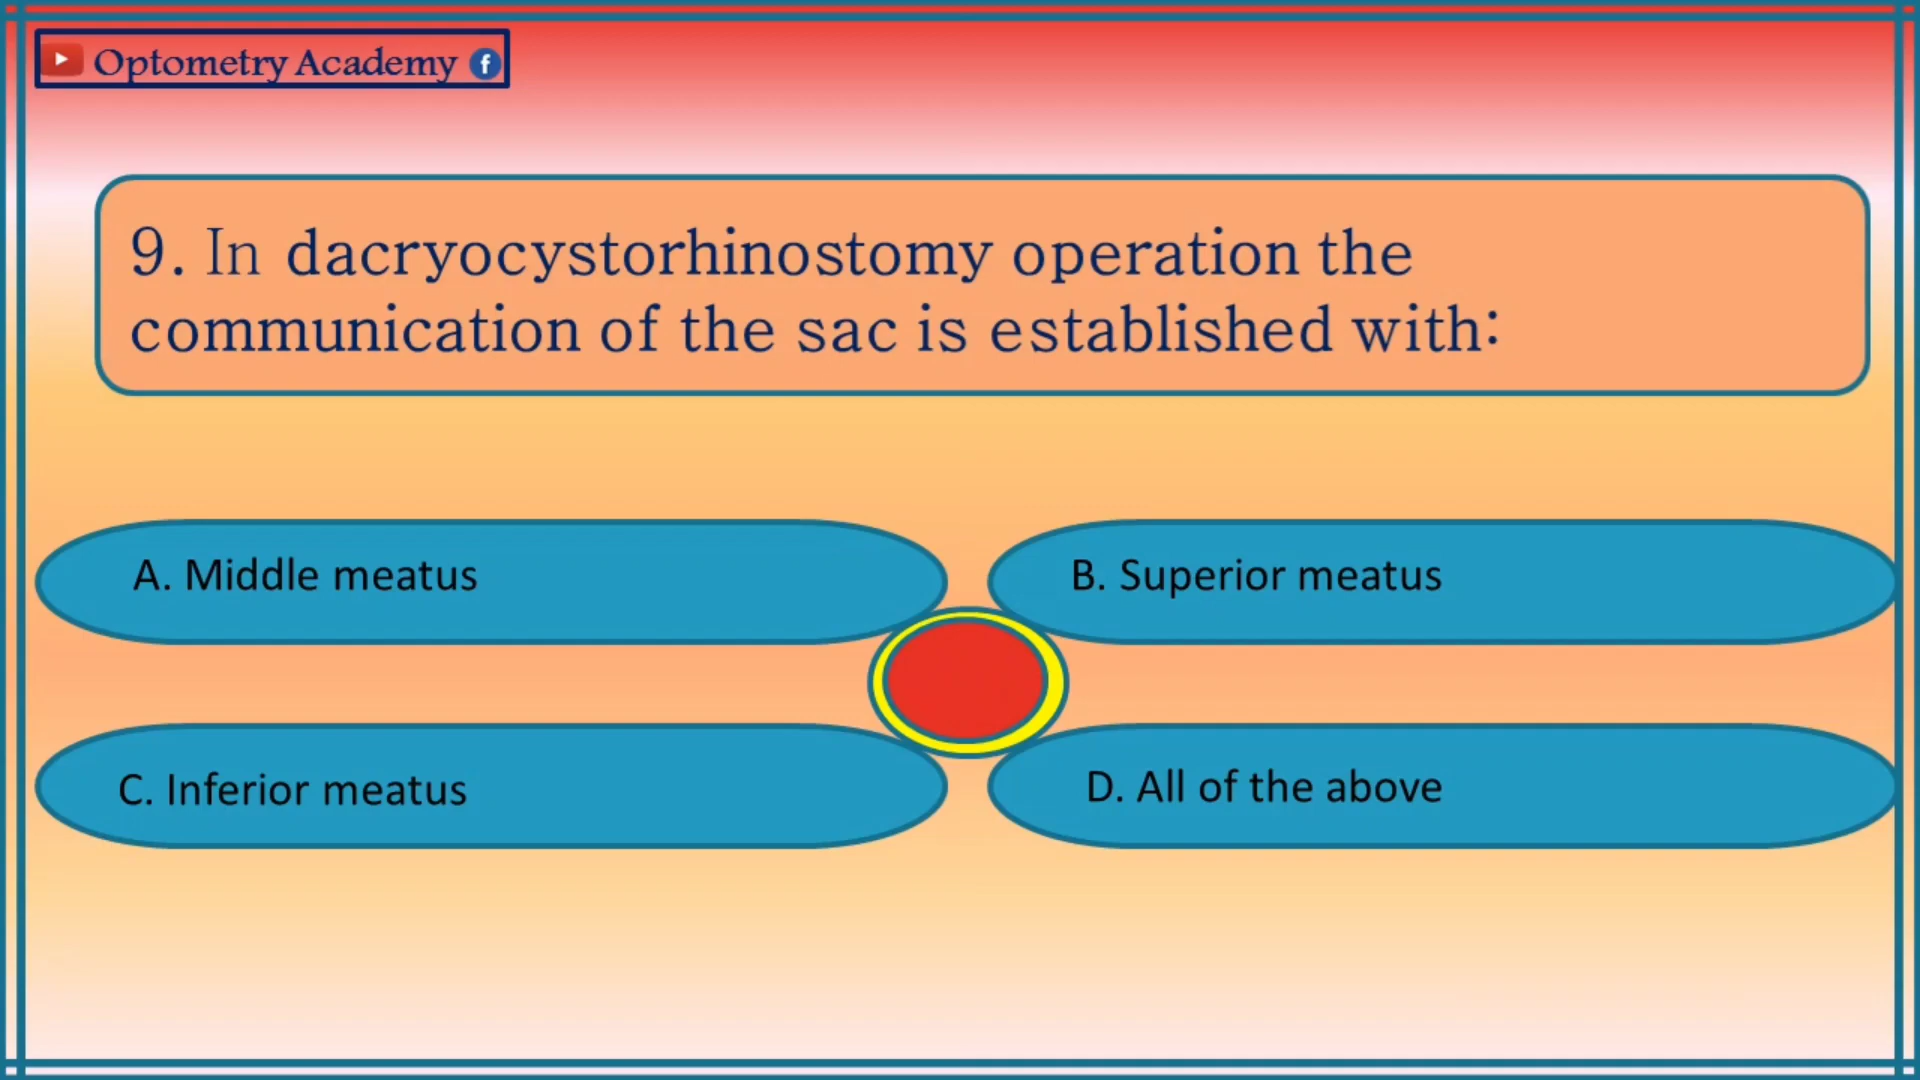 Optometry Academy
9. In dacryocystorhinostomy operation the
communication of the sac is established with:
A. Middle meatus
B. Superior meatus
C. Inferior meatus
D. All of the above